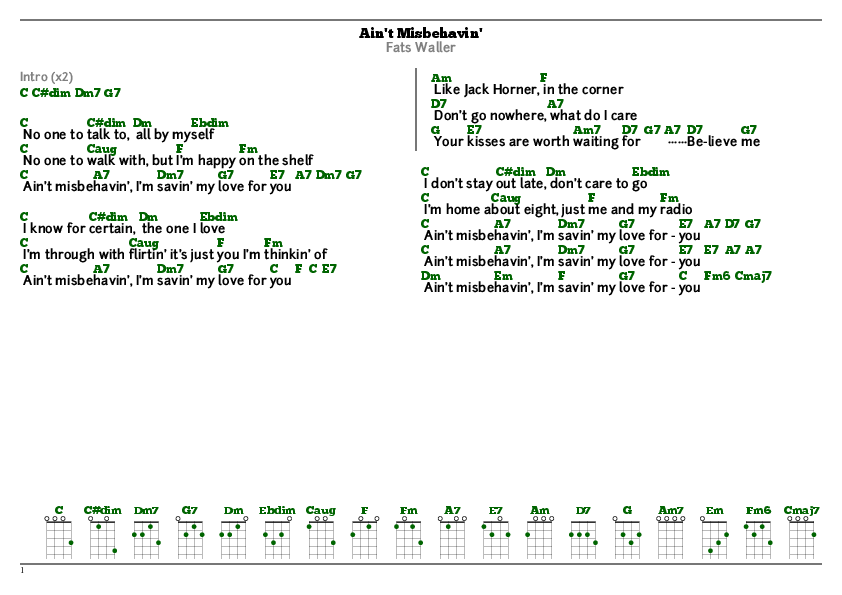 Ain't Misbehavin'
Fats Waller
Intro (x2)
C C#dim Dm7 G7
C C#dim Dm Ebdim
No one to talk to, all by myself
C Caug F Fm
No one to walk with, but I'm happy on the shelf
C A7 Dm7 G7 E7 A7 Dm7 G7
Ain't misbehavin', I'm savin' my love for you
C C#dim Dm Ebdim
I know for certain, the one I love
C Caug F Fm
I'm through with flirtin' it's just you I'm thinkin' of
C A7 Dm7 G7 C F C E7
Ain't misbehavin', I'm savin' my love for you
Am F
Like Jack Horner, in the corner
D7 A7
Don't go nowhere, what do I care
G E7 Am7 D7 G7 A7 D7 G7
Your kisses are worth waiting for ......Be-lieve me
C C#dim Dm Ebdim
I don't stay out late, don't care to go
C Caug F Fm
I'm home about eight, just me and my radio
C A7 Dm7 G7 E7 A7 D7 G7
Ain't misbehavin', I'm savin' my love for - you
C A7 Dm7 G7 E7 E7 A7 A7
Ain't misbehavin', I'm savin' my love for - you
Dm Em F G7 C Fm6 Cmaj7
Ain't misbehavin', I'm savin' my love for - you
C C#dim Dm7 G7 Dm Ebdim Caug F Fm A7 E7 Am D7 G Am7 Em Fm6 Cmaj7
1